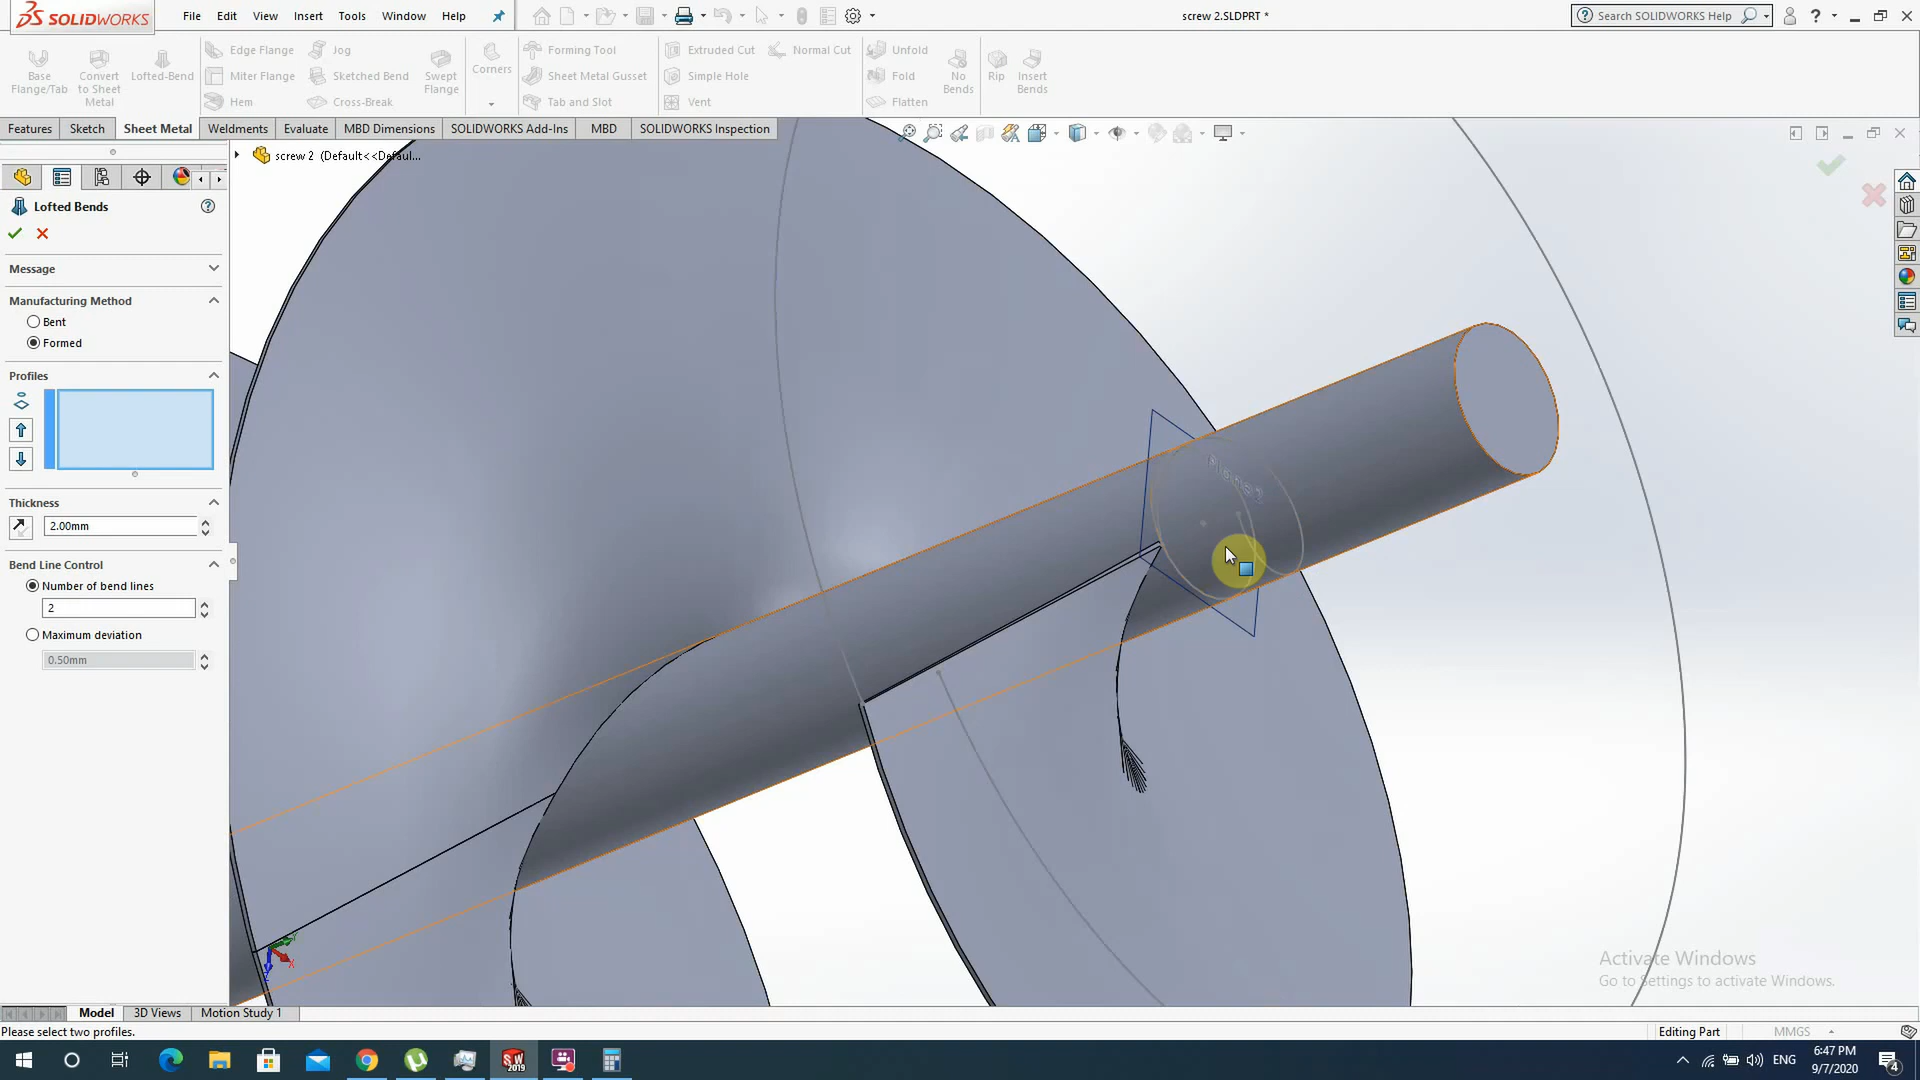 SOLIDWORKS
File Edit View Insert Tools Window Help
screw 2.SLDPRT *
Search SOLIDWORKS Help
Base Flange/Tab
Convert to Sheet Metal
Lofted-Bend
Edge Flange
Miter Flange
Hem
Jog
Sketched Bend
Cross-Break
Swept Flange
Corners
Forming Tool
Sheet Metal Gusset
Tab and Slot
Extruded Cut
Simple Hole
Vent
Normal Cut
Unfold
Fold
Flatten
No Bends
Rip
Insert Bends
Features Sketch Sheet Metal Weldments Evaluate MBD Dimensions SOLIDWORKS Add-Ins MBD SOLIDWORKS Inspection
screw 2 (Default<<Defaul...
Lofted Bends
Message
Manufacturing Method
Bent
Formed
Profiles
Thickness
2.00mm
Bend Line Control
Number of bend lines
2
Maximum deviation
0.50mm
Plane2
Y
X
Activate Windows
Go to Settings to activate Windows.
Model 3D Views Motion Study 1
Please select two profiles.
Editing Part
MMGS
SW
2019
ENG
6:47 PM
9/7/2020
4